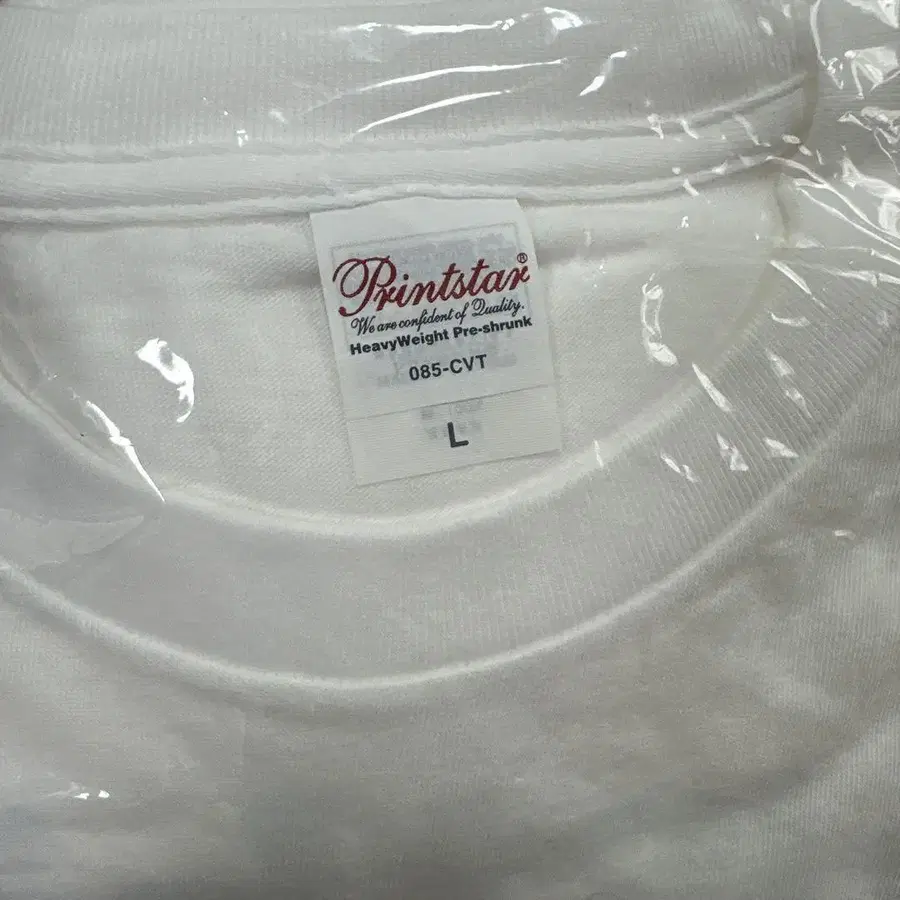 Printstar®
We are confident of Quality.
HeavyWeight Pre-shrunk
085-CVT
L